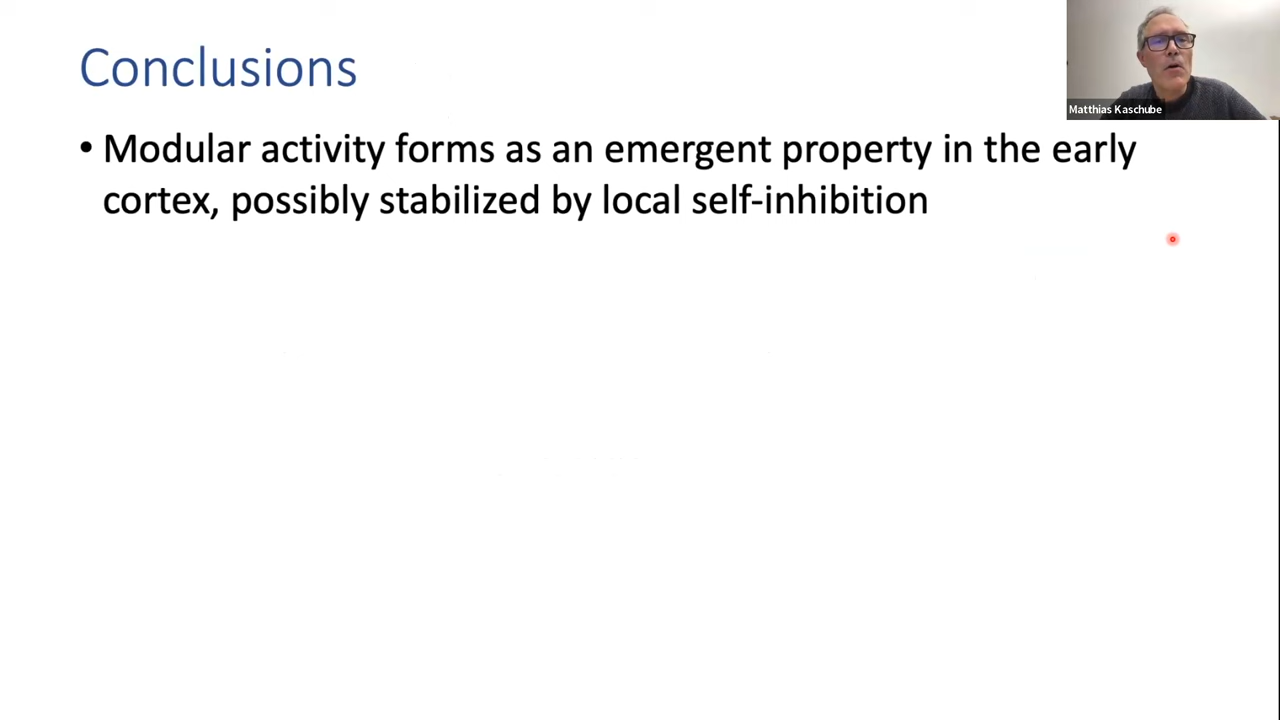 Conclusions
Matthias Kaschube
• Modular activity forms as an emergent property in the early
cortex, possibly stabilized by local self-inhibition